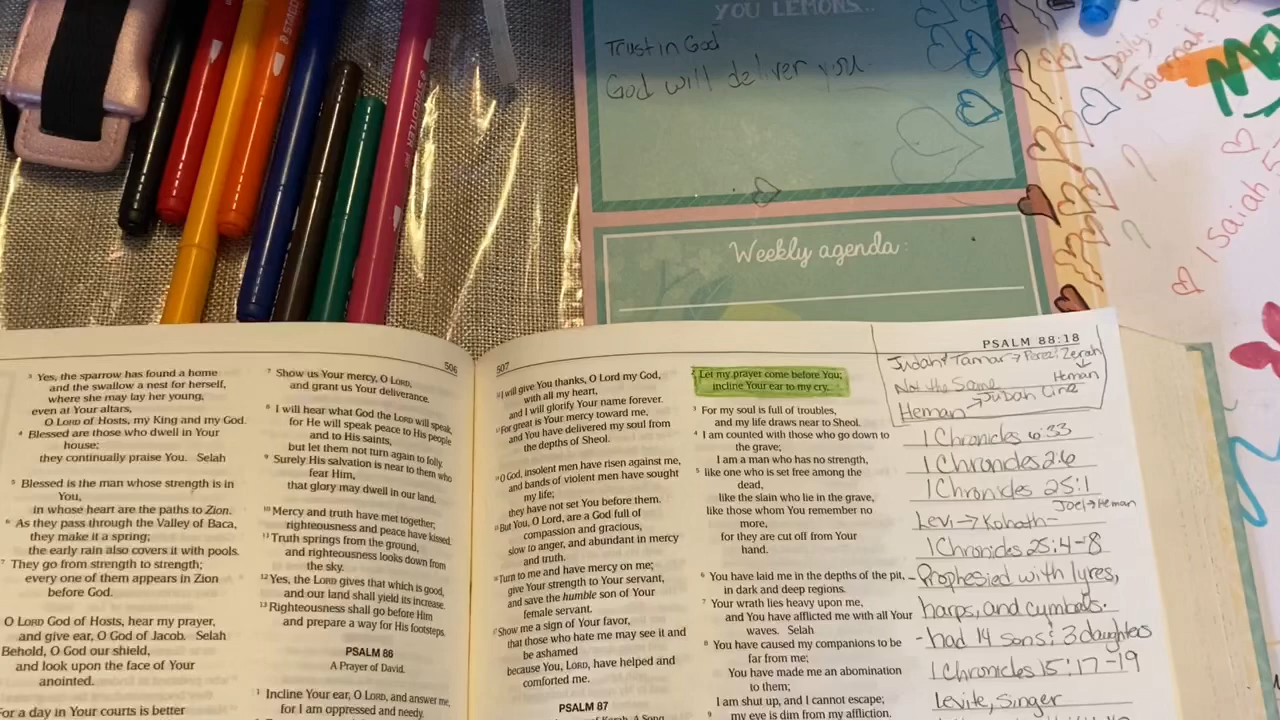 YOU LEMONS...
Trust in God
God will deliver you.
Daily or
Journal
Isaiah 5
Weekly agenda:
STAEDTLER
506
3 Yes, the sparrow has found a home
and the swallow a nest for herself,
where she may lay her young,
even at Your altars,
O LORD of Hosts, my King and my God.
4 Blessed are those who dwell in Your
house;
they continually praise You. Selah
5 Blessed is the man whose strength is in
You,
in whose heart are the paths to Zion.
6 As they pass through the Valley of Baca,
they make it a spring;
the early rain also covers it with pools.
7 They go from strength to strength;
every one of them appears in Zion
before God.
O LORD God of Hosts, hear my prayer,
and give ear, O God of Jacob. Selah
Behold, O God our shield,
and look upon the face of Your
anointed.
For a day in Your courts is better
7 Show us Your mercy, O LORD,
and grant us Your deliverance.
8 I will hear what God the LORD will speak,
for He will speak peace to His people
and to His saints,
but let them not turn again to folly.
9 Surely His salvation is near to them who
fear Him,
that glory may dwell in our land.
10 Mercy and truth have met together;
righteousness and peace have kissed.
11 Truth springs from the ground,
and righteousness looks down from
the sky.
12 Yes, the LORD gives that which is good,
and our land shall yield its increase.
13 Righteousness shall go before Him
and prepare a way for His footsteps.
PSALM 86
A Prayer of David.
1 Incline Your ear, O LORD, and answer me,
for I am oppressed and needy.
507
I will give You thanks, O Lord my God,
with all my heart,
and I will glorify Your name forever.
For great is Your mercy toward me,
and You have delivered my soul from
the depths of Sheol.
O God, insolent men have risen against me,
and bands of violent men have sought
my life;
they have not set You before them.
But You, O Lord, are a God full of
compassion and gracious,
slow to anger, and abundant in mercy
and truth.
Turn to me and have mercy on me;
give Your strength to Your servant,
and save the humble son of Your
female servant.
Show me a sign of Your favor,
that those who hate me may see it and
be ashamed
because You, LORD, have helped and
comforted me.
PSALM 87
of Korah. A Song
PSALM 88:18
2 Let my prayer come before You;
incline Your ear to my cry.
3 For my soul is full of troubles,
and my life draws near to Sheol.
4 I am counted with those who go down to
the grave;
I am a man who has no strength,
5 like one who is set free among the
dead,
like the slain who lie in the grave,
like those whom You remember no
more,
for they are cut off from Your
hand.
6 You have laid me in the depths of the pit,
in dark and deep regions.
7 Your wrath lies heavy upon me,
and You have afflicted me with all Your
waves. Selah
8 You have caused my companions to be
far from me;
You have made me an abomination
to them;
I am shut up, and I cannot escape;
9 my eye is dim from my affliction.
Judah & Tamar → Perez: Zerah
Heman
Not the Same
Heman → Judah Line
1 Chronicles 6:33
1 Chronicles 2:6
1 Chronicles 25:1
Joel → Heman
Levi → Kohath-
1 Chronicles 25:4-8
- Prophesied with lyres,
harps, and cymbals.
- had 14 sons & 3 daughters
1 Chronicles 15:17-19
Levite, Singer